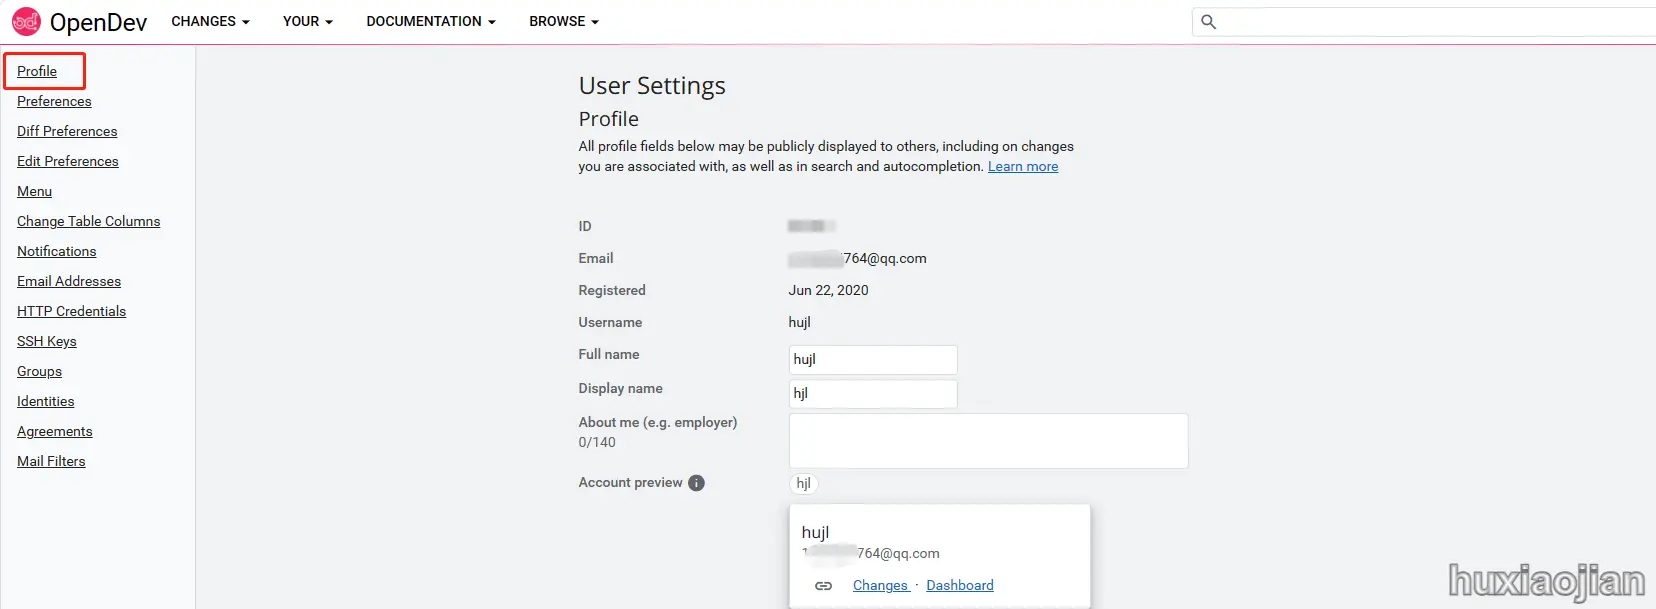 OpenDev CHANGES YOUR DOCUMENTATION BROWSE
Profile
Preferences
Diff Preferences
Edit Preferences
Menu
Change Table Columns
Notifications
Email Addresses
HTTP Credentials
SSH Keys
Groups
Identities
Agreements
Mail Filters
User Settings
Profile
All profile fields below may be publicly displayed to others, including on changes
you are associated with, as well as in search and autocompletion. Learn more
ID
Email 764@qq.com
Registered Jun 22, 2020
Username hujl
Full name hujl
Display name hjl
About me (e.g. employer)
0/140
Account preview hjl
hujl
764@qq.com
Changes · Dashboard
huxiaojian